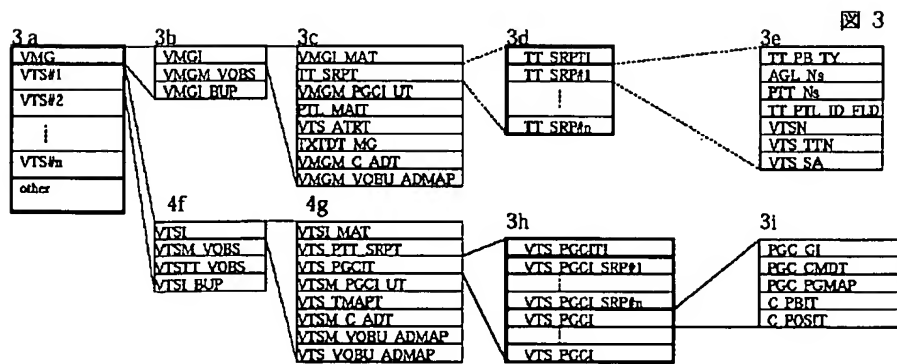 図 3
3a
VMG
VTS#1
VTS#2
VTS#n
other
3b
VMGI
VMGM VOBS
VMGI BUP
3c
VMGI MAT
TT SRPT
VMGM PGCI UT
PTL MAIT
VTS ATRT
TXTDT MG
VMGM C ADT
VMGM VOBU ADMAP
3d
TT SRPTI
TT SRP#1
TT SRP#n
3e
TT PB TY
AGL Ns
PTT Ns
TT PTL ID FLD
VTSN
VTS TTN
VTS SA
4f
VTSI
VTSM VOBS
VTSTT VOBS
VTSI BUP
4g
VTSI MAT
VTS PTT SRPT
VTS PGCIT
VTSM PGCI UT
VTS TMAPT
VTSM C ADT
VTSM VOBU ADMAP
VTS VOBU ADMAP
3h
VTS PGCITI
VTS PGCI SRP#1
VTS PGCI SRP#n
VTS PGCI
VTS PGCI
3i
PGC GI
PGC CMDT
PGC PGMAP
C PBIT
C POSIT